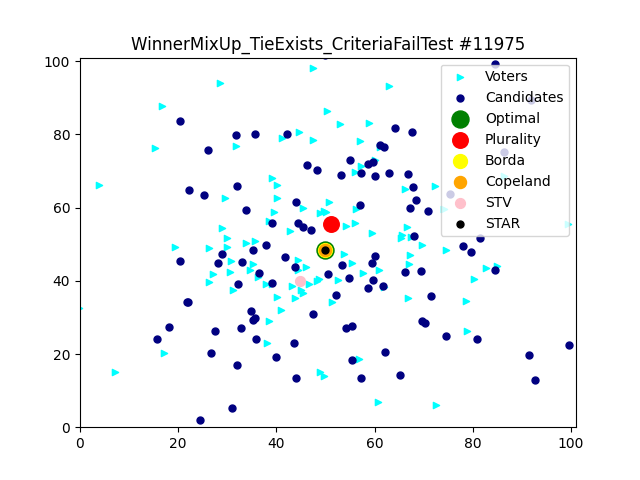 WinnerMixUp_TieExists_CriteriaFailTest #11975
100
80
60
40
20
0
0
20
40
60
80
100
Voters
Candidates
Optimal
Plurality
Borda
Copeland
STV
STAR